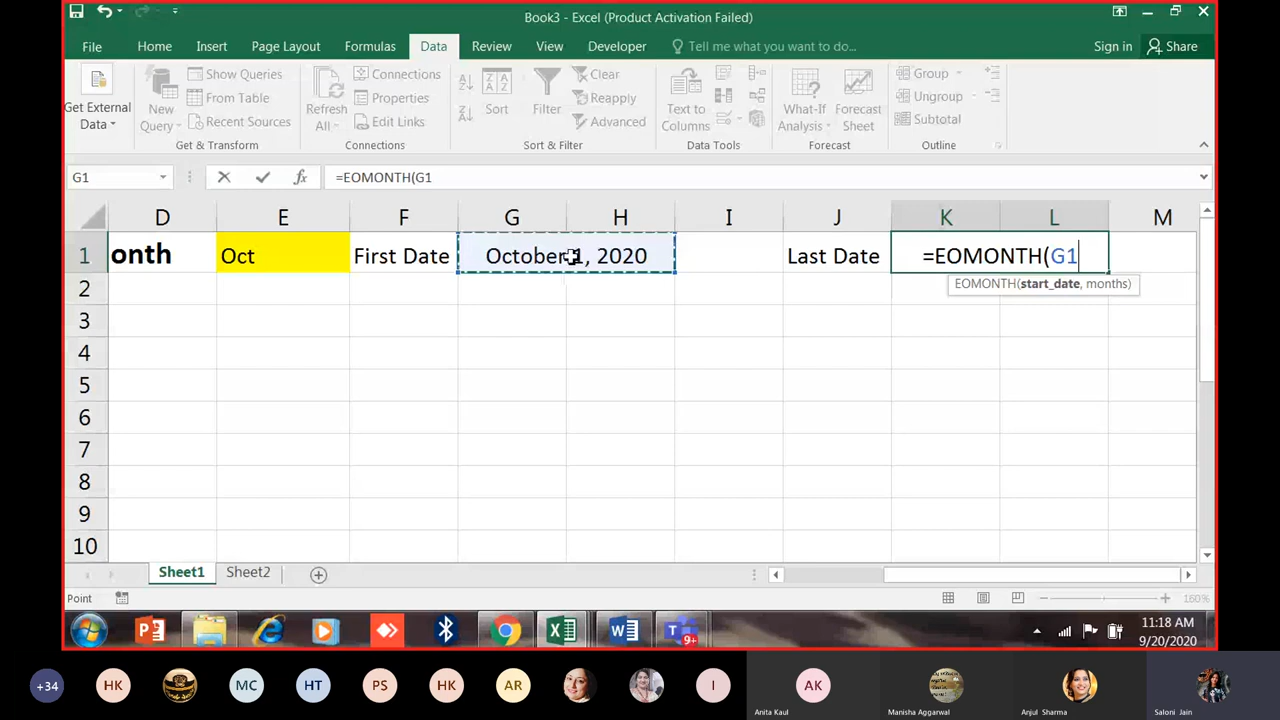 Book3 - Excel (Product Activation Failed)
File Home Insert Page Layout Formulas Data Review View Developer Tell me what you want to do... Sign in Share
Get External Data
New Query
Show Queries
From Table
Recent Sources
Get & Transform
Refresh All
Connections
Properties
Edit Links
Connections
Sort
Filter
Clear
Reapply
Advanced
Sort & Filter
Text to Columns
Data Tools
What-If Analysis
Forecast Sheet
Forecast
Group
Ungroup
Subtotal
Outline
G1 fx =EOMONTH(G1
D E F G H I J K L M
1 onth Oct First Date October 1, 2020 Last Date =EOMONTH(G1
EOMONTH(start_date, months)
2
3
4
5
6
7
8
9
10
Sheet1 Sheet2
Point 160%
9+
11:18 AM
9/20/2020
+34 HK MC HT PS HK AR I AK
Anita Kaul Manisha Aggarwal Anjul Sharma Saloni Jain